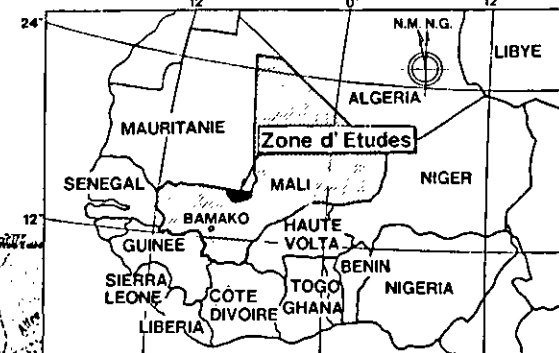 0
12
24
N.M. N.G.
LIBYE
ALGERIA
MAURITANIE
Zone d' Etudes
SENEGAL
MALI
NIGER
12
BAMAKO
HAUTE
VOLTA
GUINEE
BENIN
SIERRA
LEONE
CÔTE
DIVOIRE
TOGO
GHANA
NIGERIA
LIBERIA